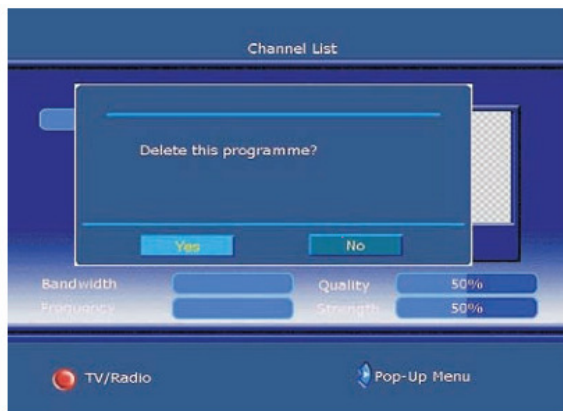 Channel List
Delete this programme?
Yes No
Bandwidth Quality 50%
Frequency Strength 50%
TV/Radio Pop-Up Menu